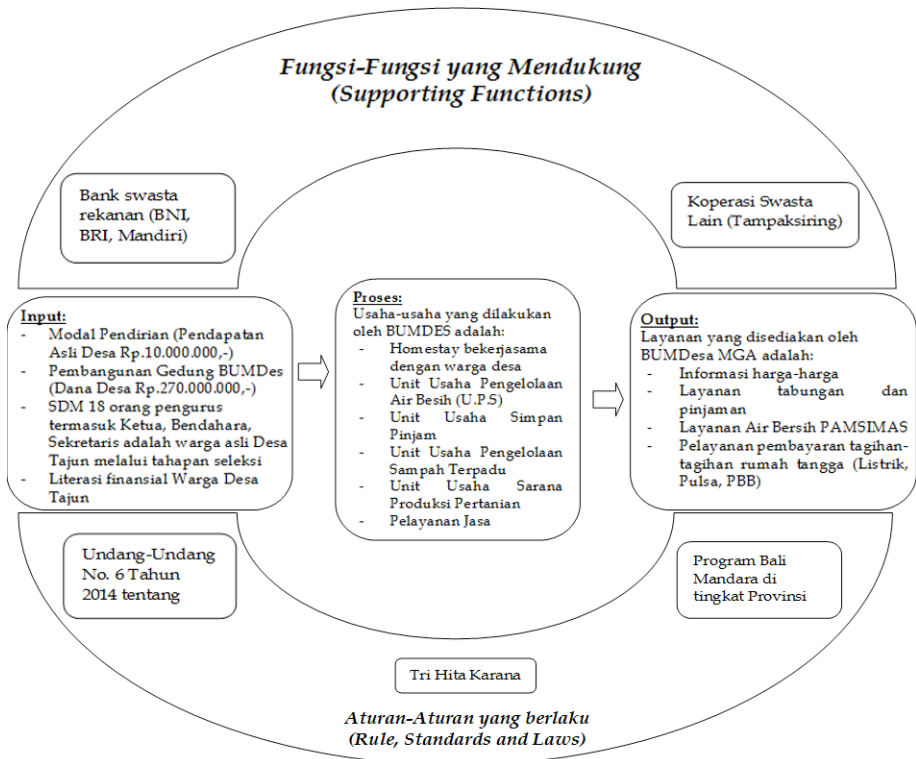 Fungsi-Fungsi yang Mendukung
(Supporting Functions)
Bank swasta
rekanan (BNI,
BRI, Mandiri)
Koperasi Swasta
Lain (Tampaksiring)
Input:
- Modal Pendirian (Pendapatan
Asli Desa Rp.10.000.000,-)
- Pembangunan Gedung BUMDes
(Dana Desa Rp.270.000.000,-)
- SDM 18 orang pengurus
termasuk Ketua, Bendahara,
Sekretaris adalah warga asli Desa
Tajun melalui tahapan seleksi
- Literasi finansial Warga Desa
Tajun
Proses:
Usaha-usaha yang dilakukan
oleh BUMDES adalah:
- Homestay bekerjasama
dengan warga desa
- Unit Usaha Pengelolaan
Air Besih (U.P.S)
- Unit Usaha Simpan
Pinjam
- Unit Usaha Pengelolaan
Sampah Terpadu
- Unit Usaha Sarana
Produksi Pertanian
- Pelayanan Jasa
Output:
Layanan yang disediakan oleh
BUMDesa MGA adalah:
- Informasi harga-harga
- Layanan tabungan dan
pinjaman
- Layanan Air Bersih PAMSIMAS
- Pelayanan pembayaran tagihan-
tagihan rumah tangga (Listrik,
Pulsa, PBB)
Undang-Undang
No. 6 Tahun
2014 tentang
Program Bali
Mandara di
tingkat Provinsi
Tri Hita Karana
Aturan-Aturan yang berlaku
(Rule, Standards and Laws)